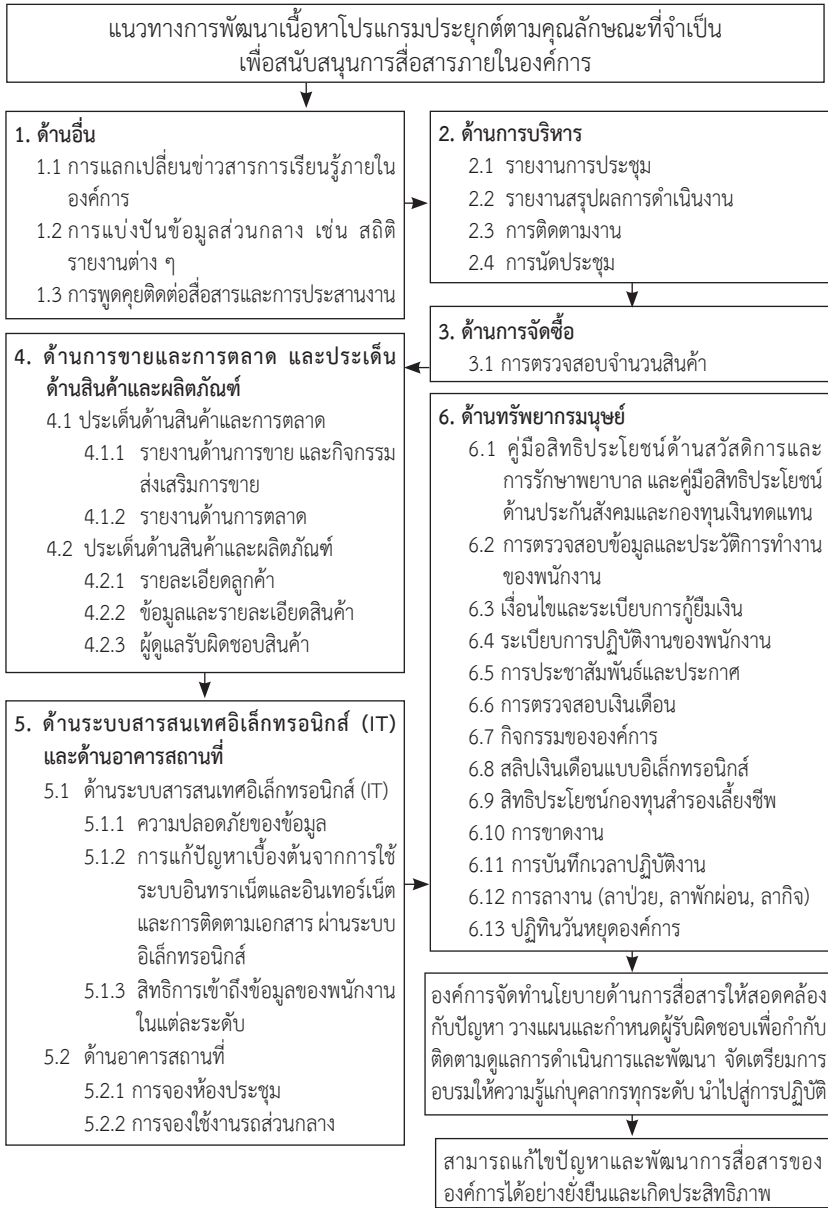 แนวทางการพัฒนาเนื้อหาโปรแกรมประยุกต์ตามคุณลักษณะที่จำเป็น
เพื่อสนับสนุนการสื่อสารภายในองค์การ
1. ด้านอื่น
1.1 การแลกเปลี่ยนข่าวสารการเรียนรู้ภายใน
องค์การ
1.2 การแบ่งปันข้อมูลส่วนกลาง เช่น สถิติ
รายงานต่าง ๆ
1.3 การพูดคุยติดต่อสื่อสารและการประสานงาน
2. ด้านการบริหาร
2.1 รายงานการประชุม
2.2 รายงานสรุปผลการดำเนินงาน
2.3 การติดตามงาน
2.4 การนัดประชุม
3. ด้านการจัดซื้อ
3.1 การตรวจสอบจำนวนสินค้า
4. ด้านการขายและการตลาด และประเด็น
ด้านสินค้าและผลิตภัณฑ์
4.1 ประเด็นด้านสินค้าและการตลาด
4.1.1 รายงานด้านการขาย และกิจกรรม
ส่งเสริมการขาย
4.1.2 รายงานด้านการตลาด
4.2 ประเด็นด้านสินค้าและผลิตภัณฑ์
4.2.1 รายละเอียดลูกค้า
4.2.2 ข้อมูลและรายละเอียดสินค้า
4.2.3 ผู้ดูแลรับผิดชอบสินค้า
5. ด้านระบบสารสนเทศอิเล็กทรอนิกส์ (IT)
และด้านอาคารสถานที่
5.1 ด้านระบบสารสนเทศอิเล็กทรอนิกส์ (IT)
5.1.1 ความปลอดภัยของข้อมูล
5.1.2 การแก้ปัญหาเบื้องต้นจากการใช้
ระบบอินทราเน็ตและอินเทอร์เน็ต
และการติดตามเอกสาร ผ่านระบบ
อิเล็กทรอนิกส์
5.1.3 สิทธิการเข้าถึงข้อมูลของพนักงาน
ในแต่ละระดับ
5.2 ด้านอาคารสถานที่
5.2.1 การจองห้องประชุม
5.2.2 การจองใช้งานรถส่วนกลาง
6. ด้านทรัพยากรมนุษย์
6.1 คู่มือสิทธิประโยชน์ด้านสวัสดิการและ
การรักษาพยาบาล และคู่มือสิทธิประโยชน์
ด้านประกันสังคมและกองทุนเงินทดแทน
6.2 การตรวจสอบข้อมูลและประวัติการทำงาน
ของพนักงาน
6.3 เงื่อนไขและระเบียบการกู้ยืมเงิน
6.4 ระเบียบการปฏิบัติงานของพนักงาน
6.5 การประชาสัมพันธ์และประกาศ
6.6 การตรวจสอบเงินเดือน
6.7 กิจกรรมขององค์การ
6.8 สลิปเงินเดือนแบบอิเล็กทรอนิกส์
6.9 สิทธิประโยชน์กองทุนสำรองเลี้ยงชีพ
6.10 การขาดงาน
6.11 การบันทึกเวลาปฏิบัติงาน
6.12 การลางาน (ลาป่วย, ลาพักผ่อน, ลากิจ)
6.13 ปฏิทินวันหยุดองค์การ
องค์การจัดทำนโยบายด้านการสื่อสารให้สอดคล้อง
กับปัญหา วางแผนและกำหนดผู้รับผิดชอบเพื่อกำกับ
ติดตามดูแลการดำเนินการและพัฒนา จัดเตรียมการ
อบรมให้ความรู้แก่บุคลากรทุกระดับ นำไปสู่การปฏิบัติ
สามารถแก้ไขปัญหาและพัฒนาการสื่อสารของ
องค์การได้อย่างยั่งยืนและเกิดประสิทธิภาพ